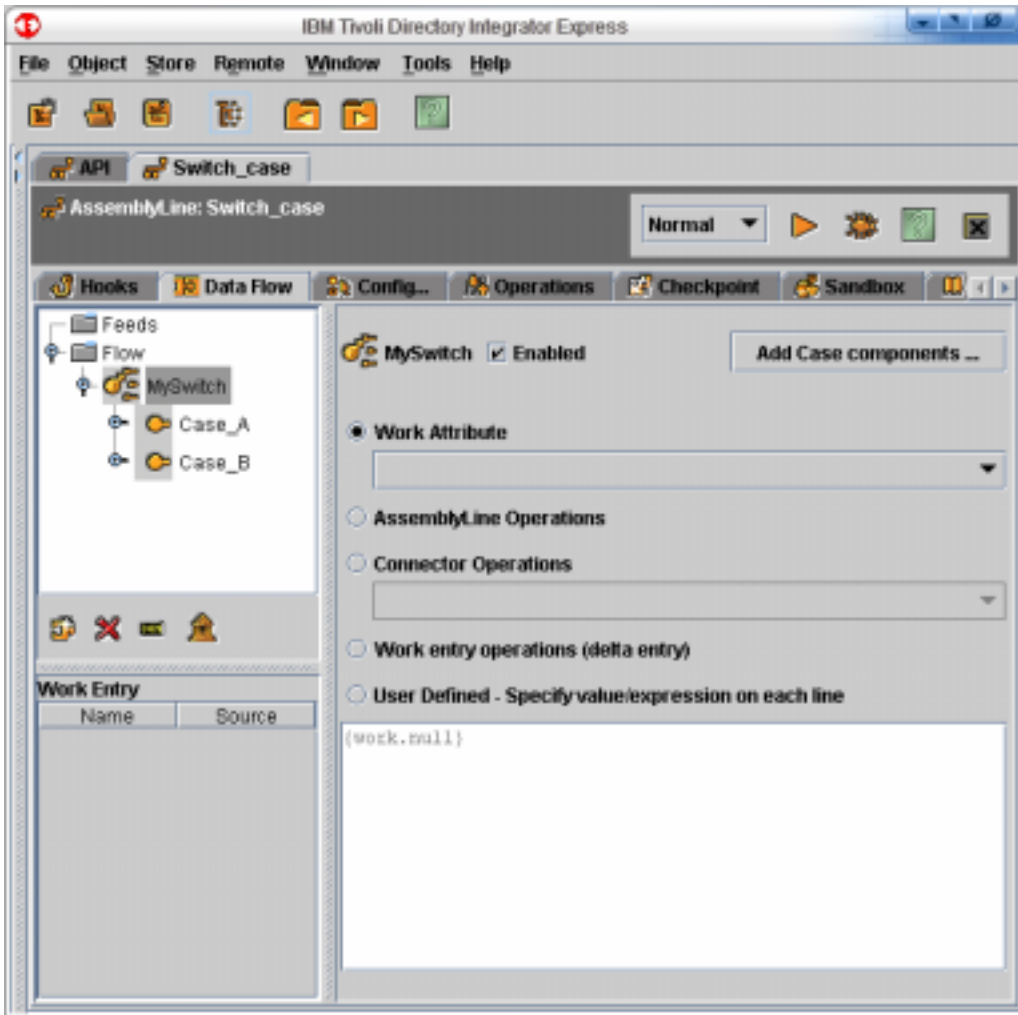 IBM Tivoli Directory Integrator Express
File Object Store Remote Window Tools Help
API Switch_case
AssemblyLine: Switch_case
Normal
Hooks Data Flow Config... Operations Checkpoint Sandbox
Feeds
Flow
MySwitch
Case_A
Case_B
MySwitch Enabled Add Case components ...
Work Attribute
AssemblyLine Operations
Connector Operations
Work entry operations (delta entry)
User Defined - Specify value/expression on each line
{work.null}
Work Entry
Name Source